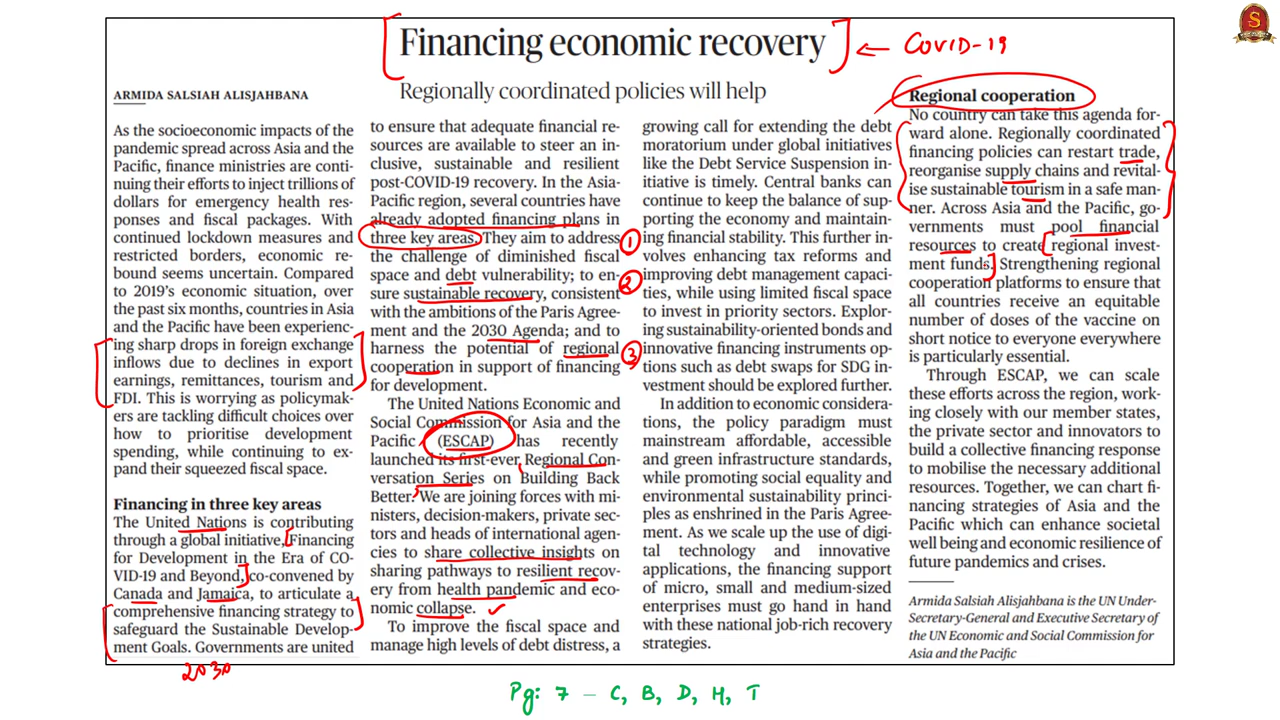 Financing economic recovery
← COVID-19
Regionally coordinated policies will help
ARMIDA SALSIAH ALISJAHBANA
As the socioeconomic impacts of the
pandemic spread across Asia and the
Pacific, finance ministries are conti-
nuing their efforts to inject trillions of
dollars for emergency health res-
ponses and fiscal packages. With
continued lockdown measures and
restricted borders, economic re-
bound seems uncertain. Compared
to 2019's economic situation, over
the past six months, countries in Asia
and the Pacific have been experienc-
ing sharp drops in foreign exchange
inflows due to declines in export
earnings, remittances, tourism and
FDI. This is worrying as policymak-
ers are tackling difficult choices over
how to prioritise development
spending, while continuing to ex-
pand their squeezed fiscal space.
Financing in three key areas
The United Nations is contributing
through a global initiative, Financing
for Development in the Era of CO-
VID-19 and Beyond, co-convened by
Canada and Jamaica, to articulate a
comprehensive financing strategy to
safeguard the Sustainable Develop-
ment Goals. Governments are united
2030
to ensure that adequate financial re-
sources are available to steer an in-
clusive, sustainable and resilient
post-COVID-19 recovery. In the Asia-
Pacific region, several countries have
already adopted financing plans in
three key areas. They aim to address
the challenge of diminished fiscal
space and debt vulnerability; to en-
sure sustainable recovery, consistent
with the ambitions of the Paris Agree-
ment and the 2030 Agenda; and to
harness the potential of regional
cooperation in support of financing
for development.
The United Nations Economic and
Social Commission for Asia and the
Pacific (ESCAP) has recently
launched its first-ever Regional Con-
versation Series on Building Back
Better. We are joining forces with mi-
nisters, decision-makers, private sec-
tors and heads of international agen-
cies to share collective insights on
sharing pathways to resilient recov-
ery from health pandemic and eco-
nomic collapse.
To improve the fiscal space and
manage high levels of debt distress, a
1
2
3
growing call for extending the debt
moratorium under global initiatives
like the Debt Service Suspension in-
itiative is timely. Central banks can
continue to keep the balance of sup-
porting the economy and maintain-
ing financial stability. This further in-
volves enhancing tax reforms and
improving debt management capaci-
ties, while using limited fiscal space
to invest in priority sectors. Explor-
ing sustainability-oriented bonds and
innovative financing instruments op-
tions such as debt swaps for SDG in-
vestment should be explored further.
In addition to economic considera-
tions, the policy paradigm must
mainstream affordable, accessible
and green infrastructure standards,
while promoting social equality and
environmental sustainability princi-
ples as enshrined in the Paris Agree-
ment. As we scale up the use of digi-
tal technology and innovative
applications, the financing support
of micro, small and medium-sized
enterprises must go hand in hand
with these national job-rich recovery
strategies.
Regional cooperation
No country can take this agenda for-
ward alone. Regionally coordinated
financing policies can restart trade,
reorganise supply chains and revital-
ise sustainable tourism in a safe man-
ner. Across Asia and the Pacific, go-
vernments must pool financial
resources to create regional invest-
ment funds. Strengthening regional
cooperation platforms to ensure that
all countries receive an equitable
number of doses of the vaccine on
short notice to everyone everywhere
is particularly essential.
Through ESCAP, we can scale
these efforts across the region, work-
ing closely with our member states,
the private sector and innovators to
build a collective financing response
to mobilise the necessary additional
resources. Together, we can chart fi-
nancing strategies of Asia and the
Pacific which can enhance societal
well being and economic resilience of
future pandemics and crises.
Armida Salsiah Alisjahbana is the UN Under-
Secretary-General and Executive Secretary of
the UN Economic and Social Commission for
Asia and the Pacific
Pg: 7 – C, B, D, H, T